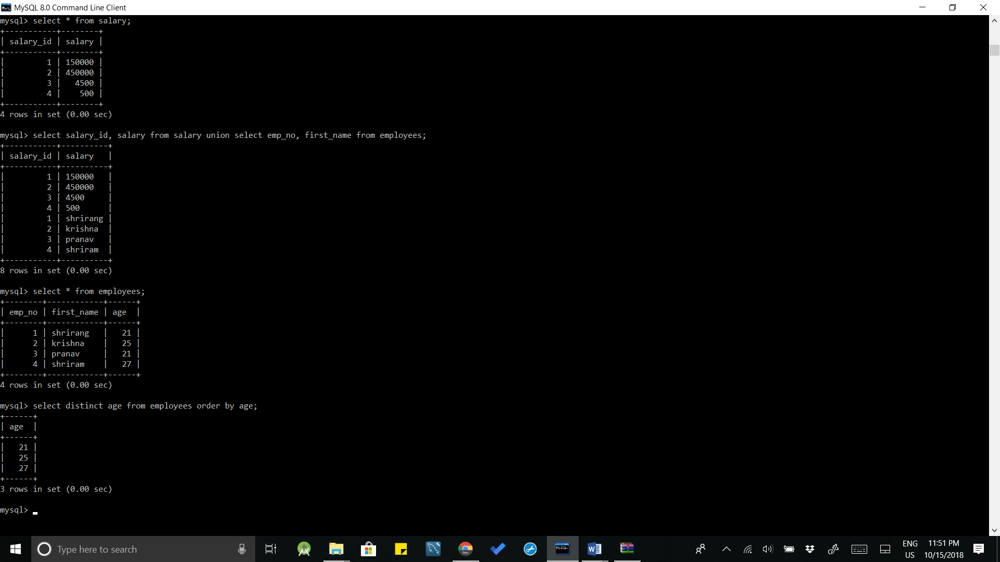 MySQL 8.0 Command Line Client
mysql> select * from salary;
+-----------+--------+
| salary_id | salary |
+-----------+--------+
|         1 | 150000 |
|         2 | 450000 |
|         3 |   4500 |
|         4 |    500 |
+-----------+--------+
4 rows in set (0.00 sec)

mysql> select salary_id, salary from salary union select emp_no, first_name from employees;
+-----------+----------+
| salary_id | salary   |
+-----------+----------+
|         1 | 150000   |
|         2 | 450000   |
|         3 | 4500     |
|         4 | 500      |
|         1 | shrirang |
|         2 | krishna  |
|         3 | pranav   |
|         4 | shriram  |
+-----------+----------+
8 rows in set (0.00 sec)

mysql> select * from employees;
+--------+------------+------+
| emp_no | first_name | age  |
+--------+------------+------+
|      1 | shrirang   |   21 |
|      2 | krishna    |   25 |
|      3 | pranav     |   21 |
|      4 | shriram    |   27 |
+--------+------------+------+
4 rows in set (0.00 sec)

mysql> select distinct age from employees order by age;
+------+
| age  |
+------+
|   21 |
|   25 |
|   27 |
+------+
3 rows in set (0.00 sec)

mysql>
Type here to search
ENG
US
11:51 PM
10/15/2018